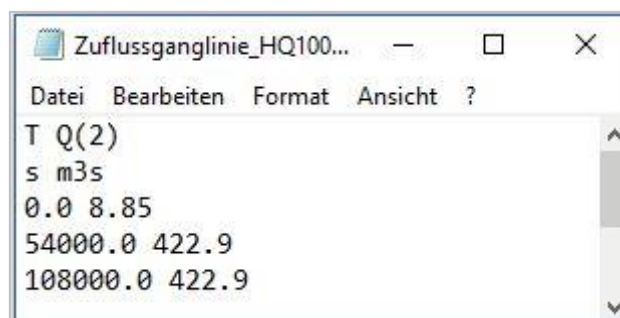 Zuflussganglinie_HQ100...
Datei Bearbeiten Format Ansicht ?
T Q(2)
s m3s
0.0 8.85
54000.0 422.9
108000.0 422.9